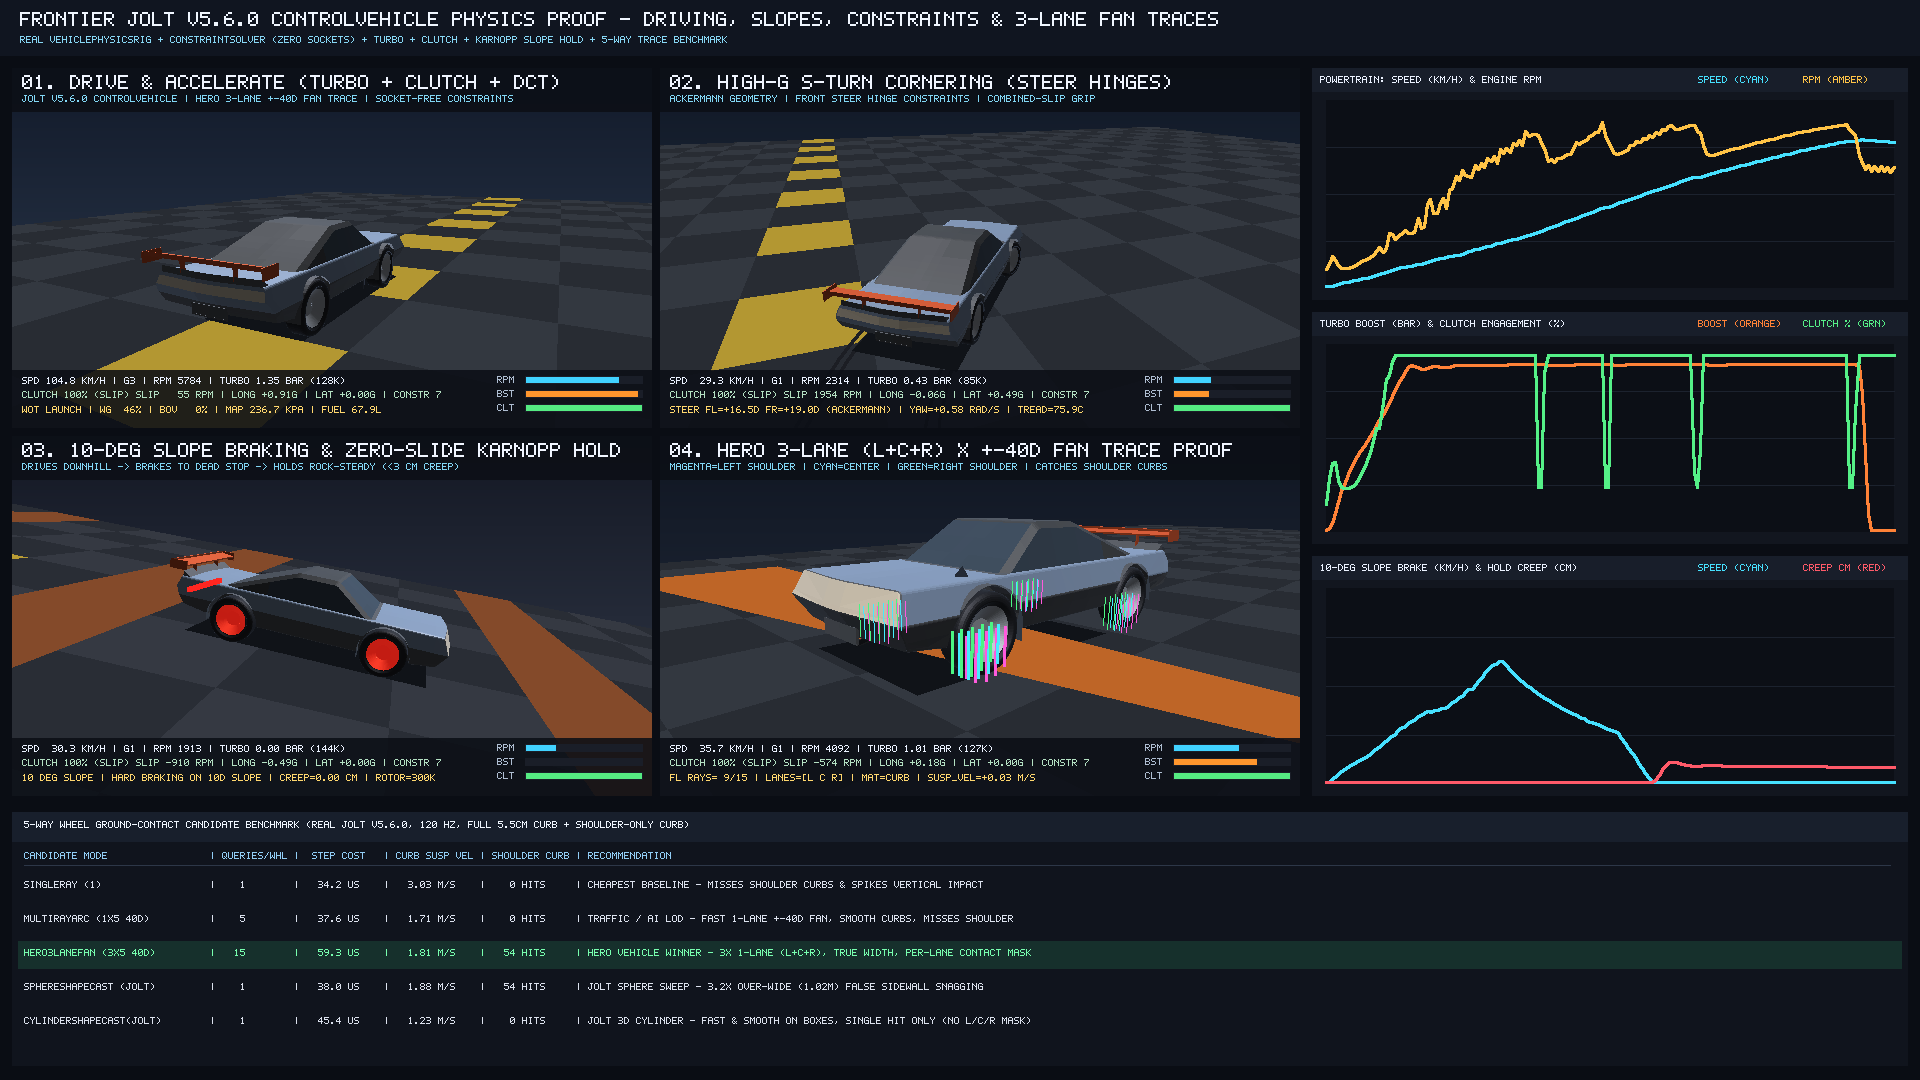 FRONTIER JOLT V5.6.0 CONTROLVEHICLE PHYSICS PROOF - DRIVING, SLOPES, CONSTRAINTS & 3-LANE FAN TRACES
REAL VEHICLEPHYSICSRIG + CONSTRAINTSOLVER (ZERO SOCKETS) + TURBO + CLUTCH + KARNOPP SLOPE HOLD + 5-WAY TRACE BENCHMARK
01. DRIVE & ACCELERATE (TURBO + CLUTCH + DCT)
JOLT V5.6.0 CONTROLVEHICLE | HERO 3-LANE +-40D FAN TRACE | SOCKET-FREE CONSTRAINTS
SPD 104.8 KM/H | G3 | RPM 5784 | TURBO 1.35 BAR (128K)
CLUTCH 100% (SLIP) SLIP 55 RPM | LONG +0.91G | LAT +0.00G | CONSTR 7
WOT LAUNCH | WG 46% | BOV 0% | MAP 236.7 KPA | FUEL 67.9L
RPM
BST
CLT
02. HIGH-G S-TURN CORNERING (STEER HINGES)
ACKERMANN GEOMETRY | FRONT STEER HINGE CONSTRAINTS | COMBINED-SLIP GRIP
SPD 29.3 KM/H | G1 | RPM 2314 | TURBO 0.43 BAR (85K)
CLUTCH 100% (SLIP) SLIP 1954 RPM | LONG -0.06G | LAT +0.49G | CONSTR 7
STEER FL=+16.5D FR=+19.0D (ACKERMANN) | YAW=+0.58 RAD/S | TREAD=75.9C
RPM
BST
CLT
03. 10-DEG SLOPE BRAKING & ZERO-SLIDE KARNOPP HOLD
DRIVES DOWNHILL -> BRAKES TO DEAD STOP -> HOLDS ROCK-STEADY (<3 CM CREEP)
SPD 30.3 KM/H | G1 | RPM 1913 | TURBO 0.00 BAR (144K)
CLUTCH 100% (SLIP) SLIP -910 RPM | LONG -0.49G | LAT +0.00G | CONSTR 7
10 DEG SLOPE | HARD BRAKING ON 10D SLOPE | CREEP=0.00 CM | ROTOR=300K
RPM
BST
CLT
04. HERO 3-LANE (L+C+R) X +-40D FAN TRACE PROOF
MAGENTA=LEFT SHOULDER | CYAN=CENTER | GREEN=RIGHT SHOULDER | CATCHES SHOULDER CURBS
SPD 35.7 KM/H | G1 | RPM 4092 | TURBO 1.01 BAR (127K)
CLUTCH 100% (SLIP) SLIP -574 RPM | LONG +0.18G | LAT +0.00G | CONSTR 7
FL RAYS= 9/15 | LANES=[L C R] | MAT=CURB | SUSP_VEL=+0.03 M/S
RPM
BST
CLT
POWERTRAIN: SPEED (KM/H) & ENGINE RPM SPEED (CYAN) RPM (AMBER)
TURBO BOOST (BAR) & CLUTCH ENGAGEMENT (%) BOOST (ORANGE) CLUTCH % (GRN)
10-DEG SLOPE BRAKE (KM/H) & HOLD CREEP (CM) SPEED (CYAN) CREEP CM (RED)
5-WAY WHEEL GROUND-CONTACT CANDIDATE BENCHMARK (REAL JOLT V5.6.0, 120 HZ, FULL 5.5CM CURB + SHOULDER-ONLY CURB)
CANDIDATE MODE | QUERIES/WHL | STEP COST | CURB SUSP VEL | SHOULDER CURB | RECOMMENDATION
SINGLERAY (1) | 1 | 34.2 US | 3.03 M/S | 0 HITS | CHEAPEST BASELINE - MISSES SHOULDER CURBS & SPIKES VERTICAL IMPACT
MULTIRAYARC (1X5 40D) | 5 | 37.6 US | 1.71 M/S | 0 HITS | TRAFFIC / AI LOD - FAST 1-LANE +-40D FAN, SMOOTH CURBS, MISSES SHOULDER
HERO3LANEFAN (3X5 40D) | 15 | 59.3 US | 1.81 M/S | 54 HITS | HERO VEHICLE WINNER - 3X 1-LANE (L+C+R), TRUE WIDTH, PER-LANE CONTACT MASK
SPHERESHAPECAST (JOLT) | 1 | 38.0 US | 1.88 M/S | 54 HITS | JOLT SPHERE SWEEP - 3.2X OVER-WIDE (1.02M) FALSE SIDEWALL SNAGGING
CYLINDERSHAPECAST(JOLT) | 1 | 45.4 US | 1.23 M/S | 0 HITS | JOLT 3D CYLINDER - FAST & SMOOTH ON BOXES, SINGLE HIT ONLY (NO L/C/R MASK)